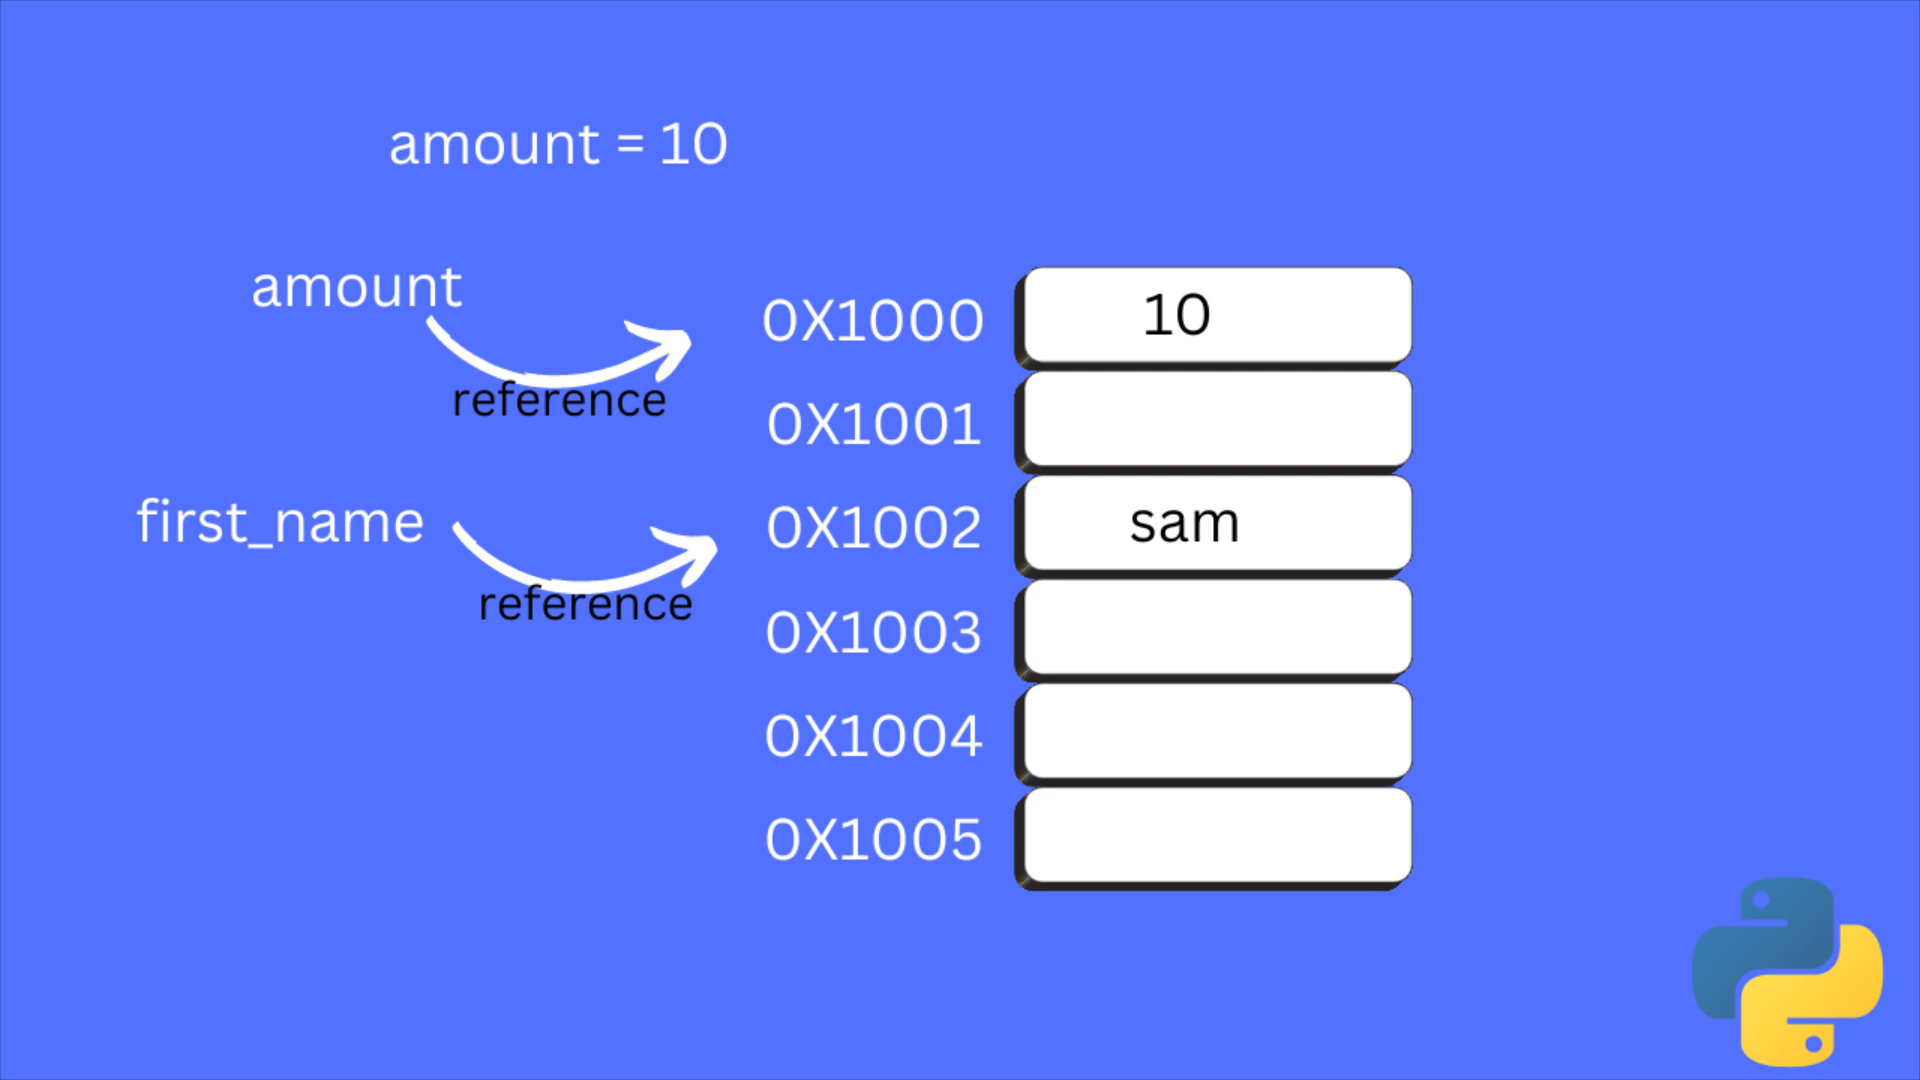 amount = 10
amount
reference
first_name
reference
0X1000 10
0X1001
0X1002 sam
0X1003
0X1004
0X1005